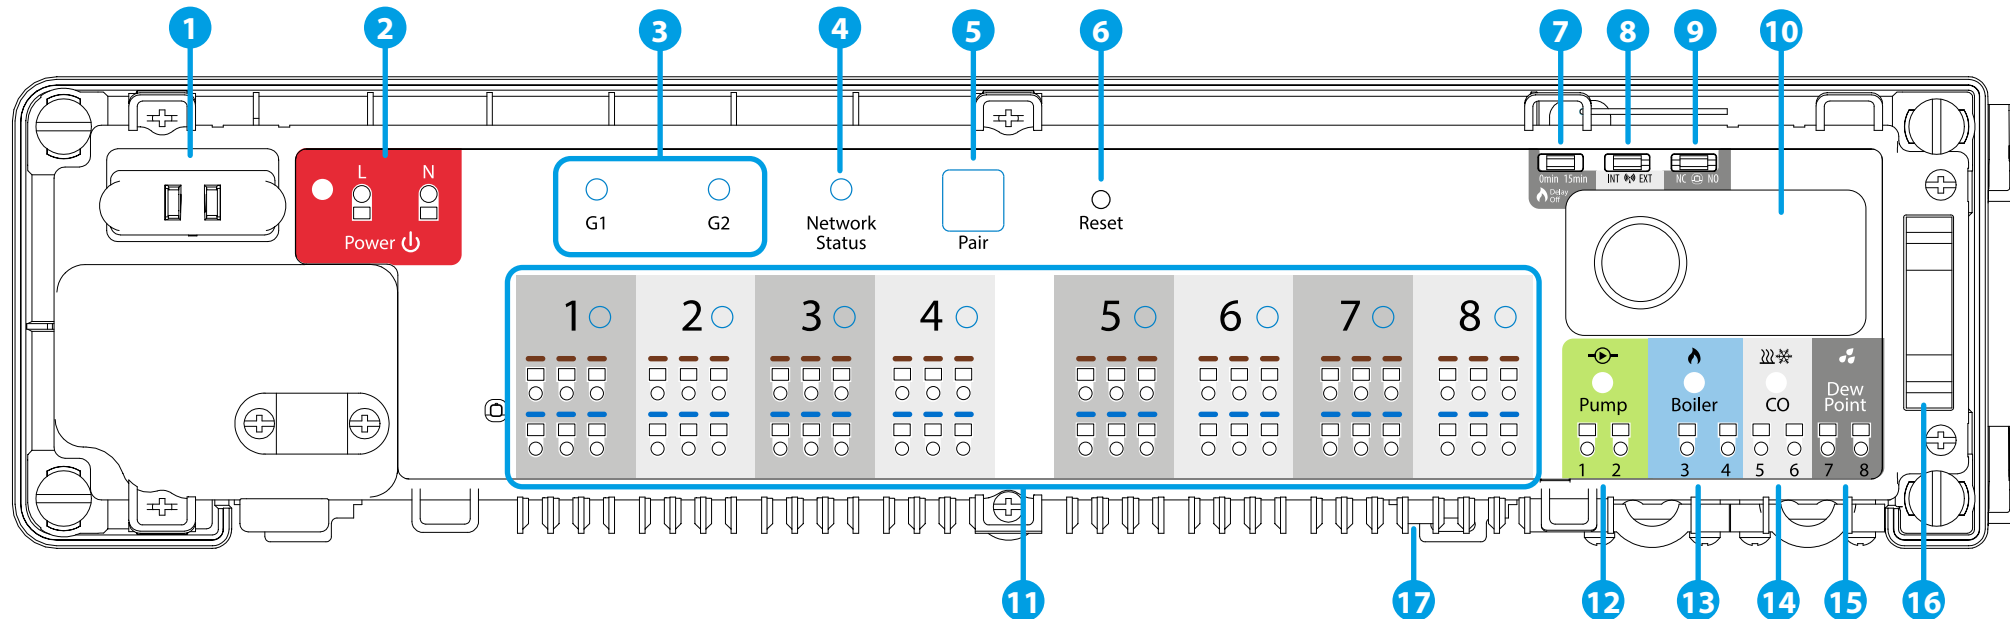 1 2 3 4 5 6 7 8 9 10
L N
Power
G1 G2
Network
Status
Pair
Reset
0min 15min
Delay
Off
INT EXT
NC NO
1 2 3 4 5 6 7 8
Pump Boiler CO Dew
Point
1 2 3 4 5 6 7 8
11 17 12 13 14 15 16